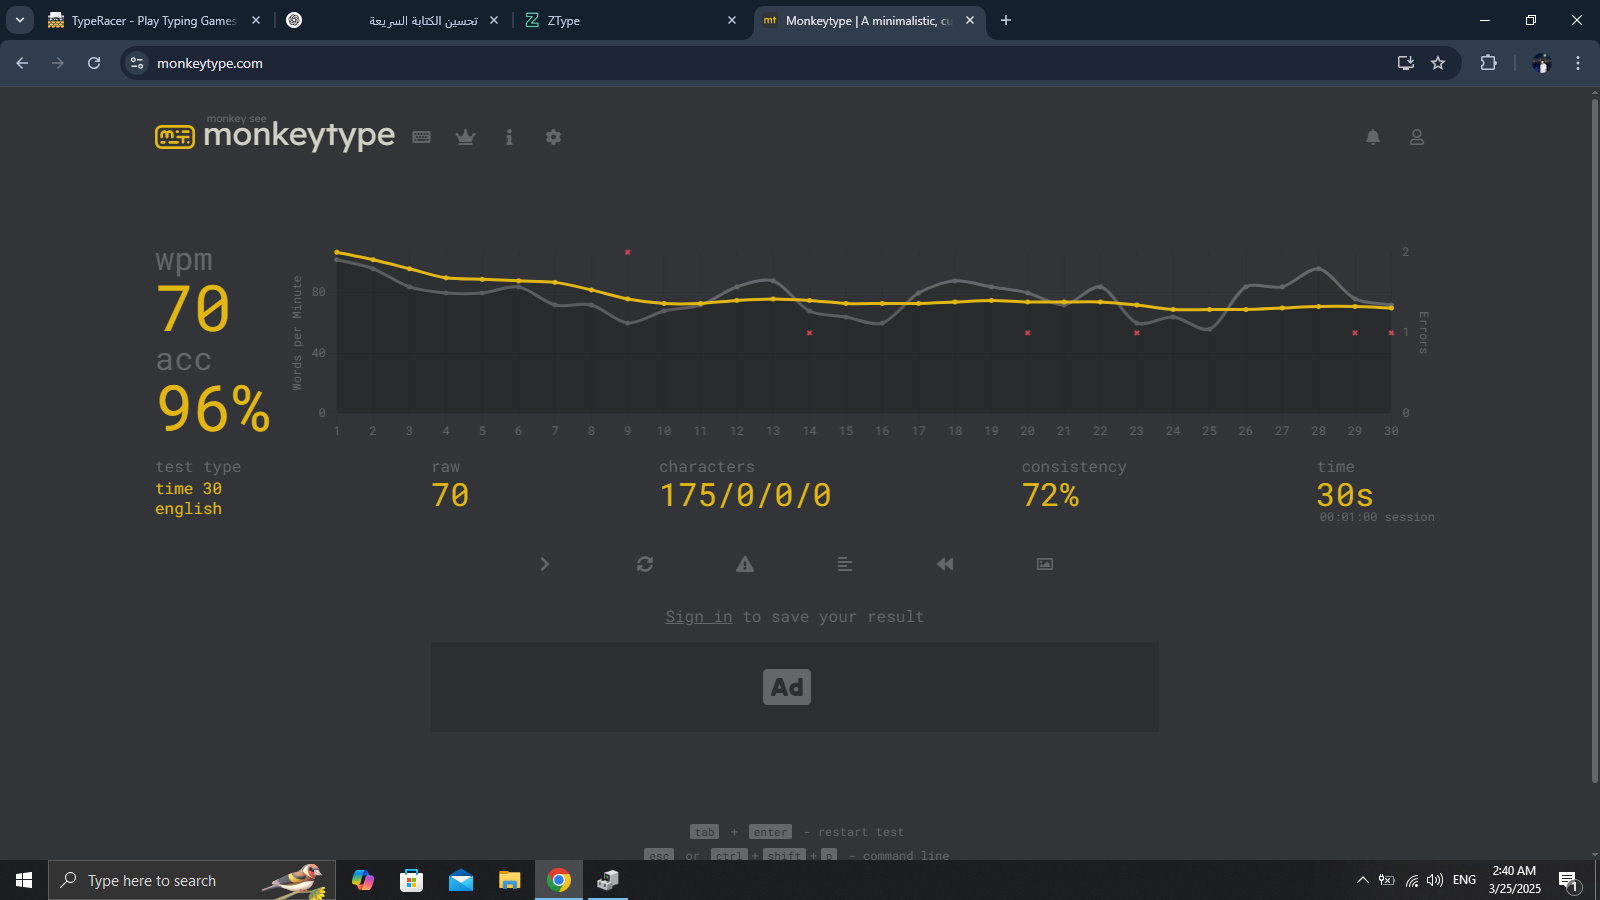 TypeRacer - Play Typing Games
تحسين الكتابة السريعة
ZType
mt
Monkeytype | A minimalistic, cu
monkeytype.com
monkey see
monkeytype
wpm
70
acc
96%
Words per Minute
80
40
0
2
1
0
Errors
1 2 3 4 5 6 7 8 9 10 11 12 13 14 15 16 17 18 19 20 21 22 23 24 25 26 27 28 29 30
test type
time 30
english
raw
70
characters
175/0/0/0
consistency
72%
time
30s
00:01:00 session
Sign in to save your result
Ad
tab + enter - restart test
esc or ctrl + shift + p - command line
Type here to search
ENG
2:40 AM
3/25/2025
1